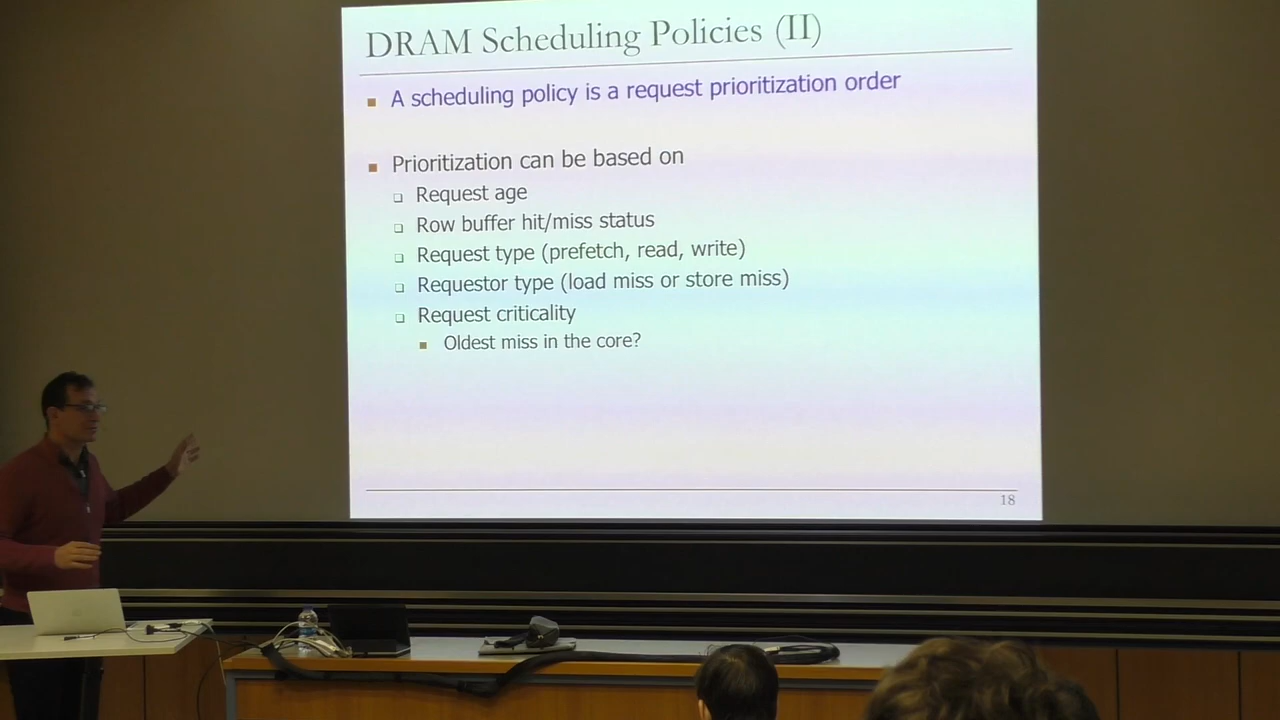 DRAM Scheduling Policies (II)
A scheduling policy is a request prioritization order
Prioritization can be based on
Request age
Row buffer hit/miss status
Request type (prefetch, read, write)
Requestor type (load miss or store miss)
Request criticality
Oldest miss in the core?
18